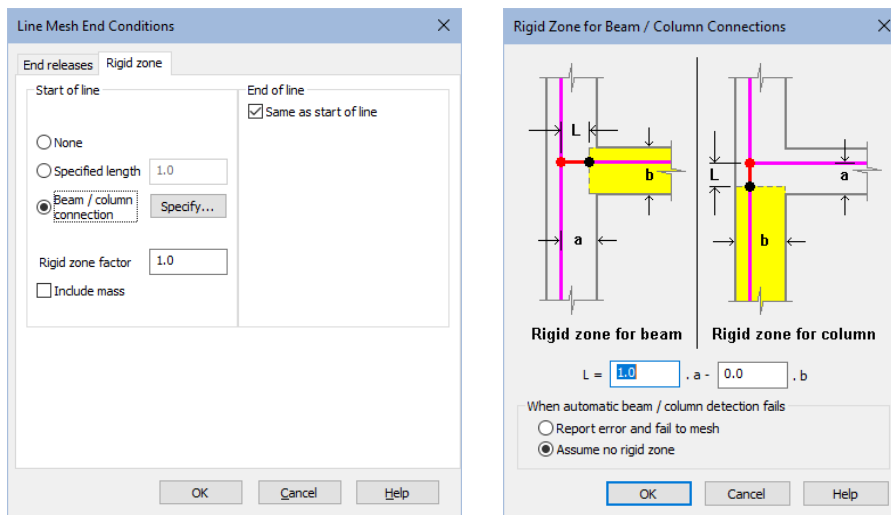 Line Mesh End Conditions
End releases
Rigid zone
Start of line
None
Specified length
1.0
Beam / column
connection
Specify...
Rigid zone factor
1.0
Include mass
End of line
Same as start of line
OK
Cancel
Help
Rigid Zone for Beam / Column Connections
L
b
a
Rigid zone for beam
L
a
b
Rigid zone for column
L = 1.0 . a - 0.0 . b
When automatic beam / column detection fails
Report error and fail to mesh
Assume no rigid zone
OK
Cancel
Help